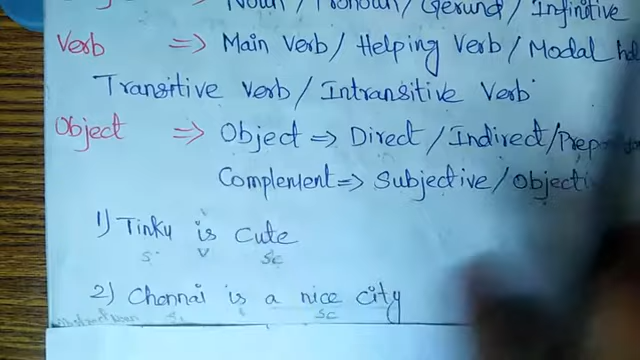 Noun / Pronoun / Gerund / Infinitive
Verb => Main Verb / Helping Verb / Modal
Transitive Verb / Intransitive Verb
Object => Object => Direct / Indirect /
Complement => Subjective /
1) Tinky is cute
S V SC
2) Chennai is a nice city
SC